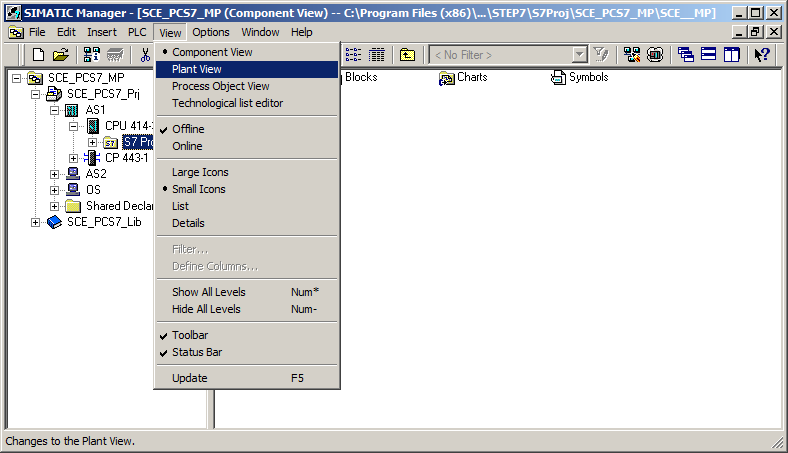 SIMATIC Manager - [SCE_PCS7_MP (Component View) -- C:\Program Files (x86)\...\STEP7\S7Proj\SCE_PCS7_MP\SCE__MP]
File Edit Insert PLC View Options Window Help
< No Filter >
SCE_PCS7_MP
SCE_PCS7_Prj
AS1
CPU 414-
S7 Pro
CP 443-1
AS2
OS
Shared Declar
SCE_PCS7_Lib
Component View
Plant View
Process Object View
Technological list editor
Offline
Online
Large Icons
Small Icons
List
Details
Filter...
Define Columns...
Show All Levels Num*
Hide All Levels Num-
Toolbar
Status Bar
Update F5
Blocks Charts Symbols
Changes to the Plant View.